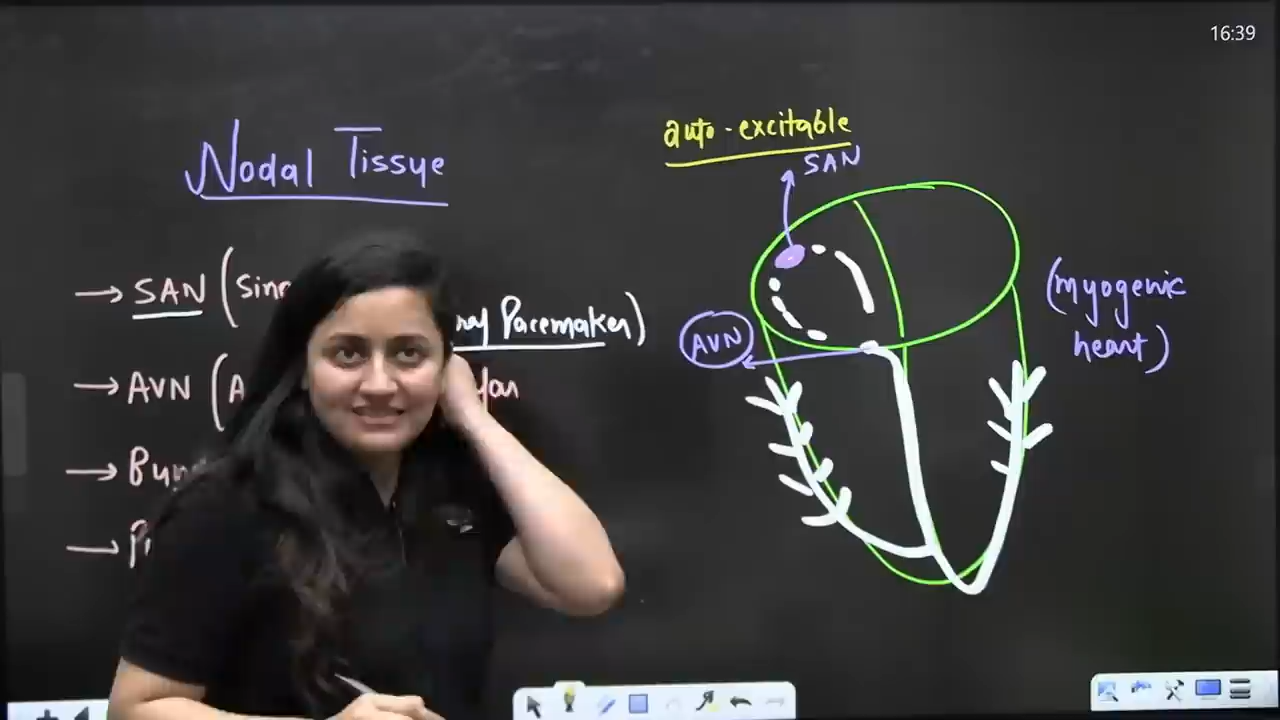 16:39
Nodal Tissue
auto-excitable
SAN
→ SAN (Sin
Pacemaker)
AVN
(myogenic
heart)
→ AVN (A
→ Bun
→